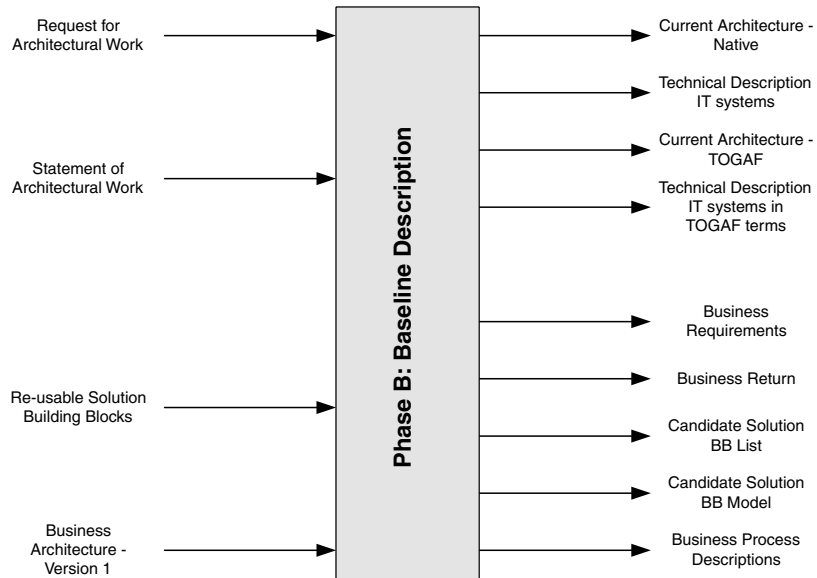 Request for
Architectural Work
Statement of
Architectural Work
Re-usable Solution
Building Blocks
Business
Architecture -
Version 1
Phase B: Baseline Description
Current Architecture -
Native
Technical Description
IT systems
Current Architecture -
TOGAF
Technical Description
IT systems in
TOGAF terms
Business
Requirements
Business Return
Candidate Solution
BB List
Candidate Solution
BB Model
Business Process
Descriptions